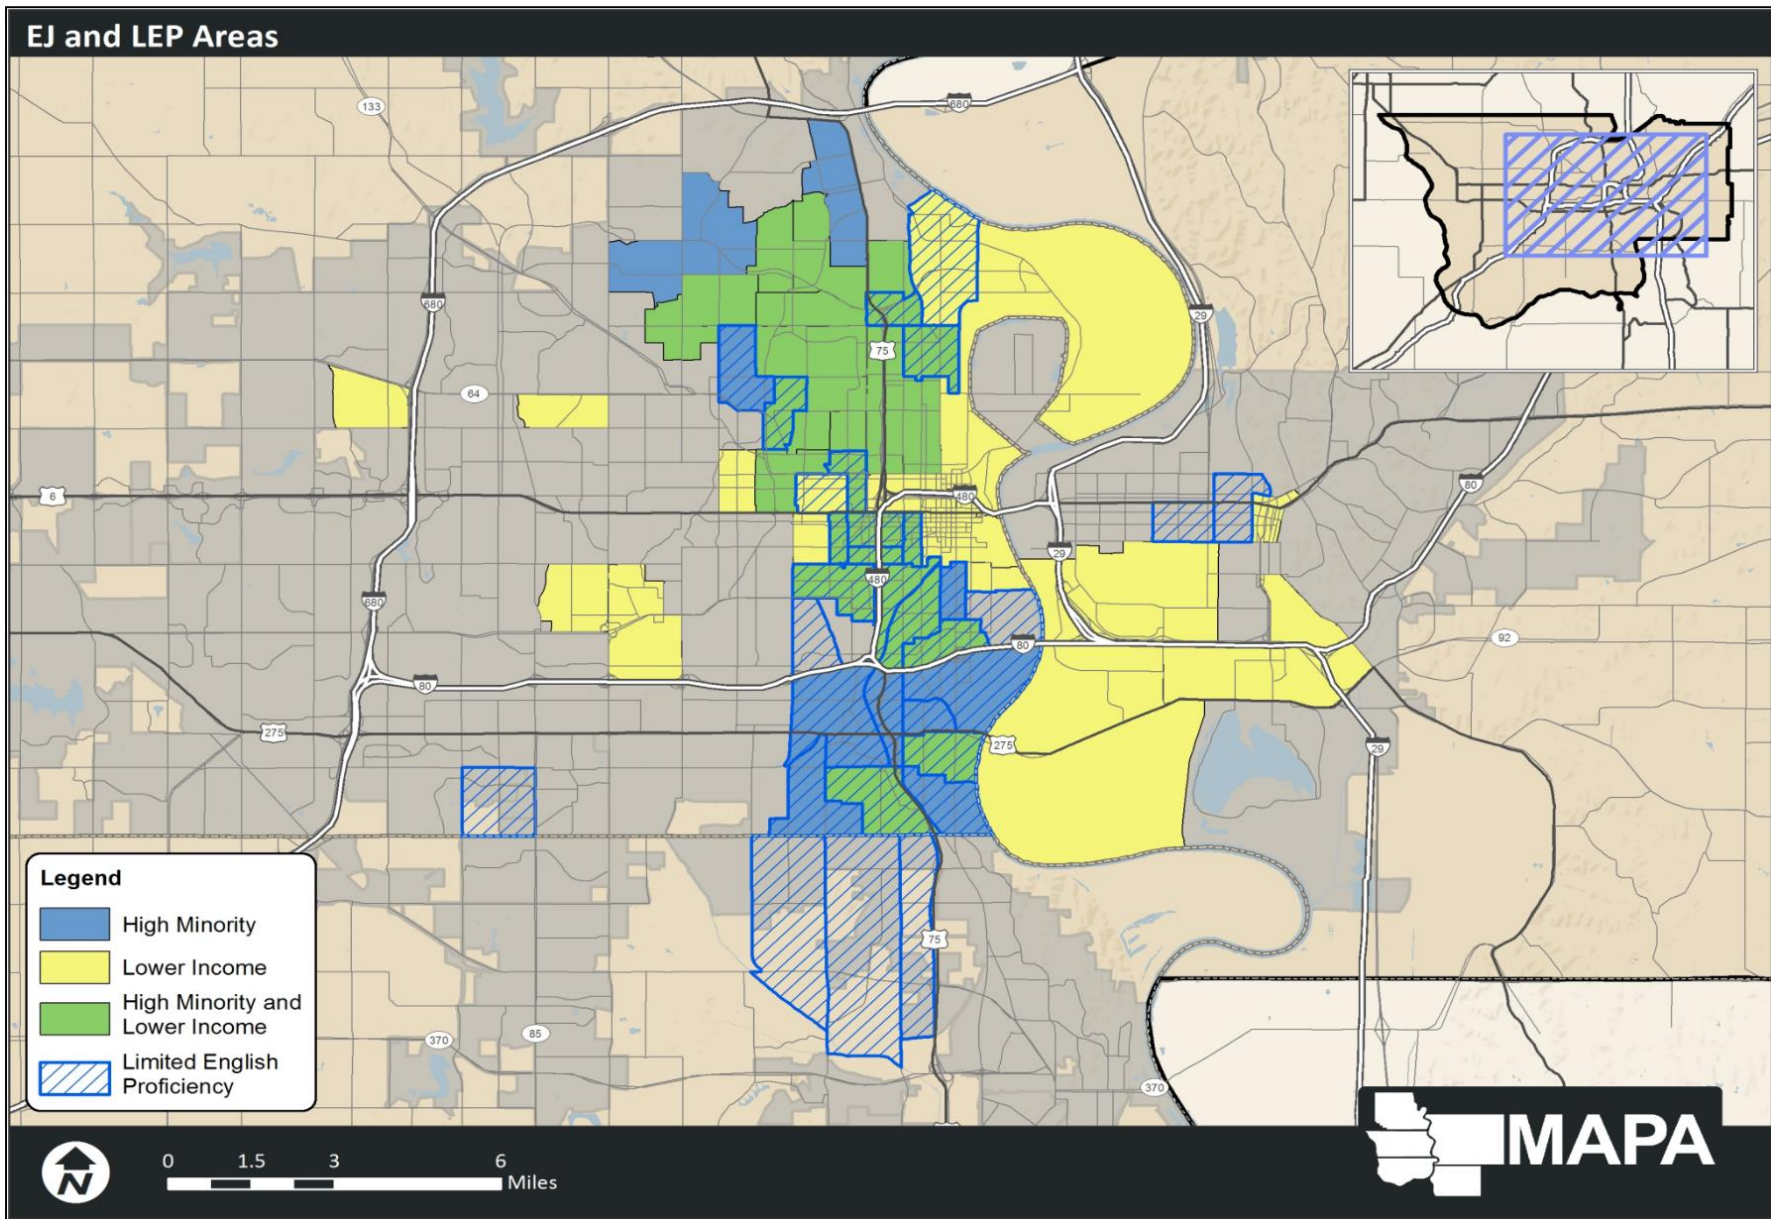 EJ and LEP Areas
680
133
680
29
75
64
6
480
80
29
480
680
92
80
80
275
275
29
75
85
370
370
Legend
High Minority
Lower Income
High Minority and
Lower Income
Limited English
Proficiency
N
0 1.5 3 6
Miles
MAPA